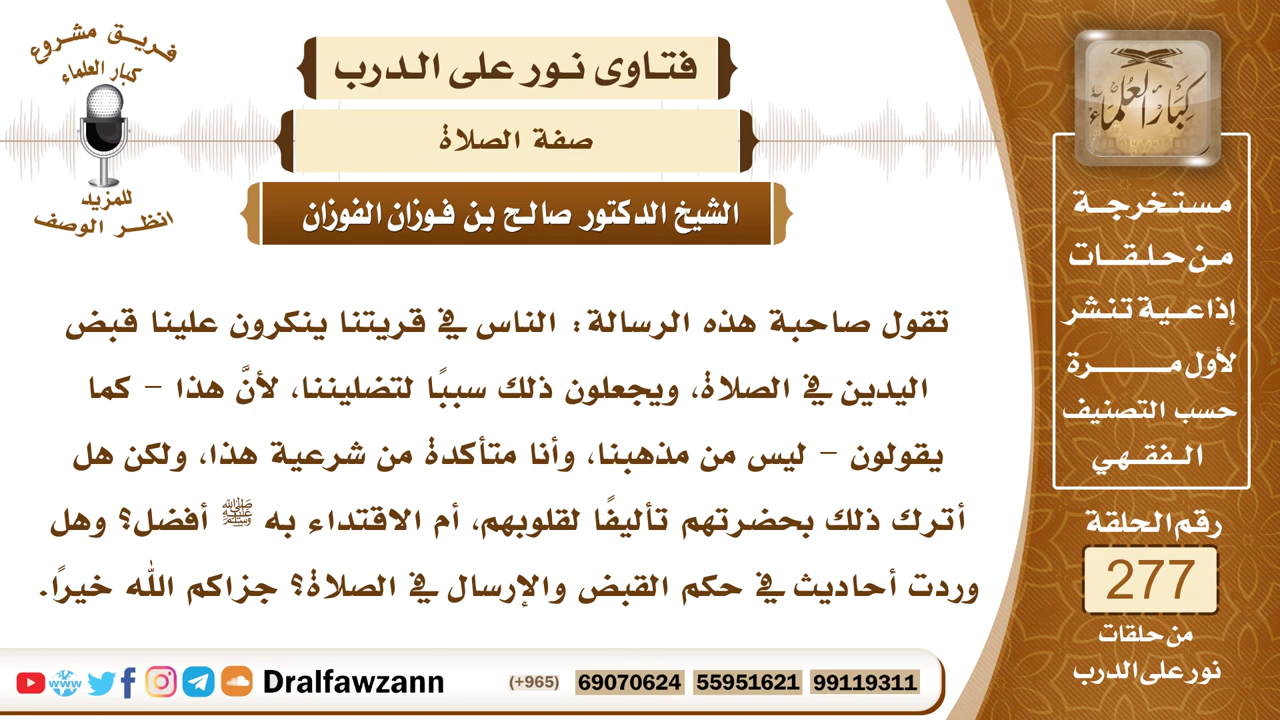 فريق مشروع
كبار العلماء
للمزيد
انظر الوصف
فتاوى نور على الدرب
صفة الصلاة
الشيخ الدكتور صالح بن فوزان الفوزان
تقول صاحبة هذه الرسالة: الناس في قريتنا ينكرون علينا قبض
اليدين في الصلاة، ويجعلون ذلك سببًا لتضليننا، لأنَّ هذا – كما
يقولون – ليس من مذهبنا، وأنا متأكدة من شرعية هذا، ولكن هل
أترك ذلك بحضرتهم تأليفًا لقلوبهم، أم الاقتداء به ﷺ أفضل؟ وهل
وردت أحاديث في حكم القبض والإرسال في الصلاة؟ جزاكم الله خيرًا.
كبار العلماء
مستخرجة
من حلقات
إذاعية تنشر
لأول مرة
حسب التصنيف
الفقهي
رقم الحلقة
277
من حلقات
نور على الدرب
www Dralfawzann (+965) 69070624 55951621 99119311